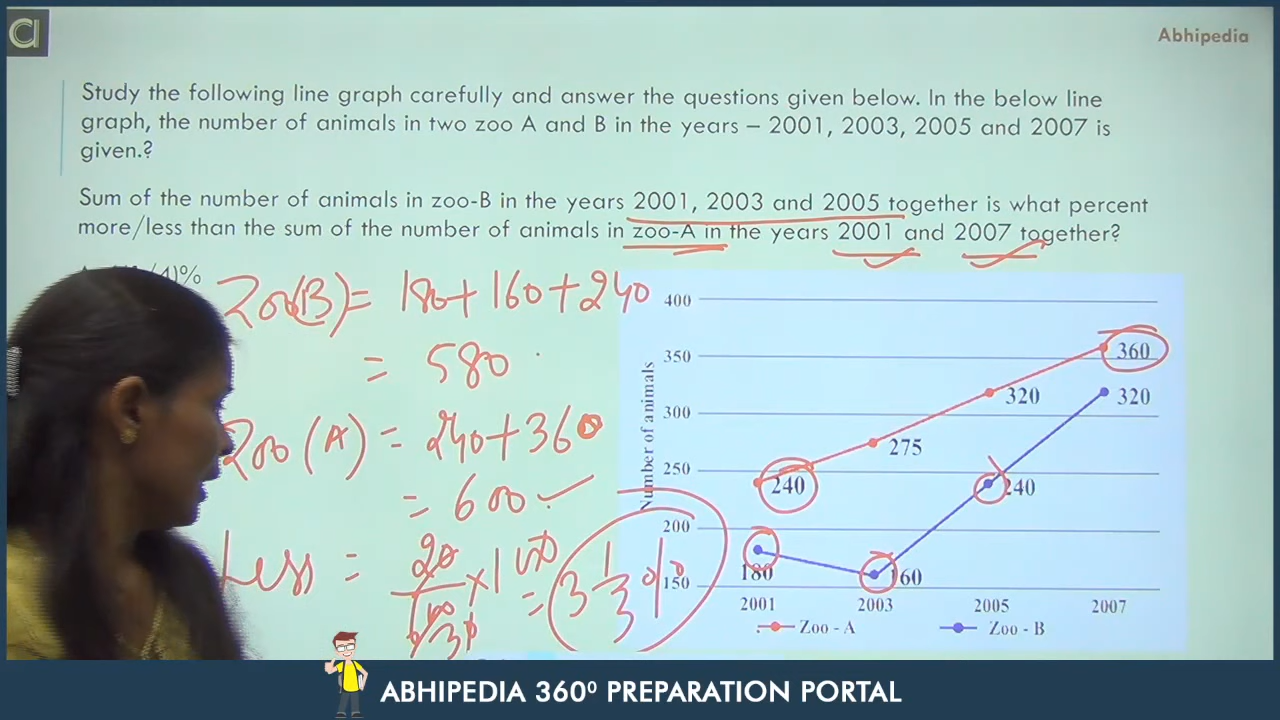 Abhipedia
Study the following line graph carefully and answer the questions given below. In the below line
graph, the number of animals in two zoo A and B in the years – 2001, 2003, 2005 and 2007 is
given.?
Sum of the number of animals in zoo-B in the years 2001, 2003 and 2005 together is what percent
more/less than the sum of the number of animals in zoo-A in the years 2001 and 2007 together?
Zoo(B) = 180+160+240
= 580
Zoo (A) = 240+360
= 600
Less = 20/600 × 100 = 3 1/3 %
Number of animals
400
350
300
250
200
150
360
320
320
275
240
240
180
160
2001 2003 2005 2007
Zoo - A Zoo - B
ABHIPEDIA 360⁰ PREPARATION PORTAL